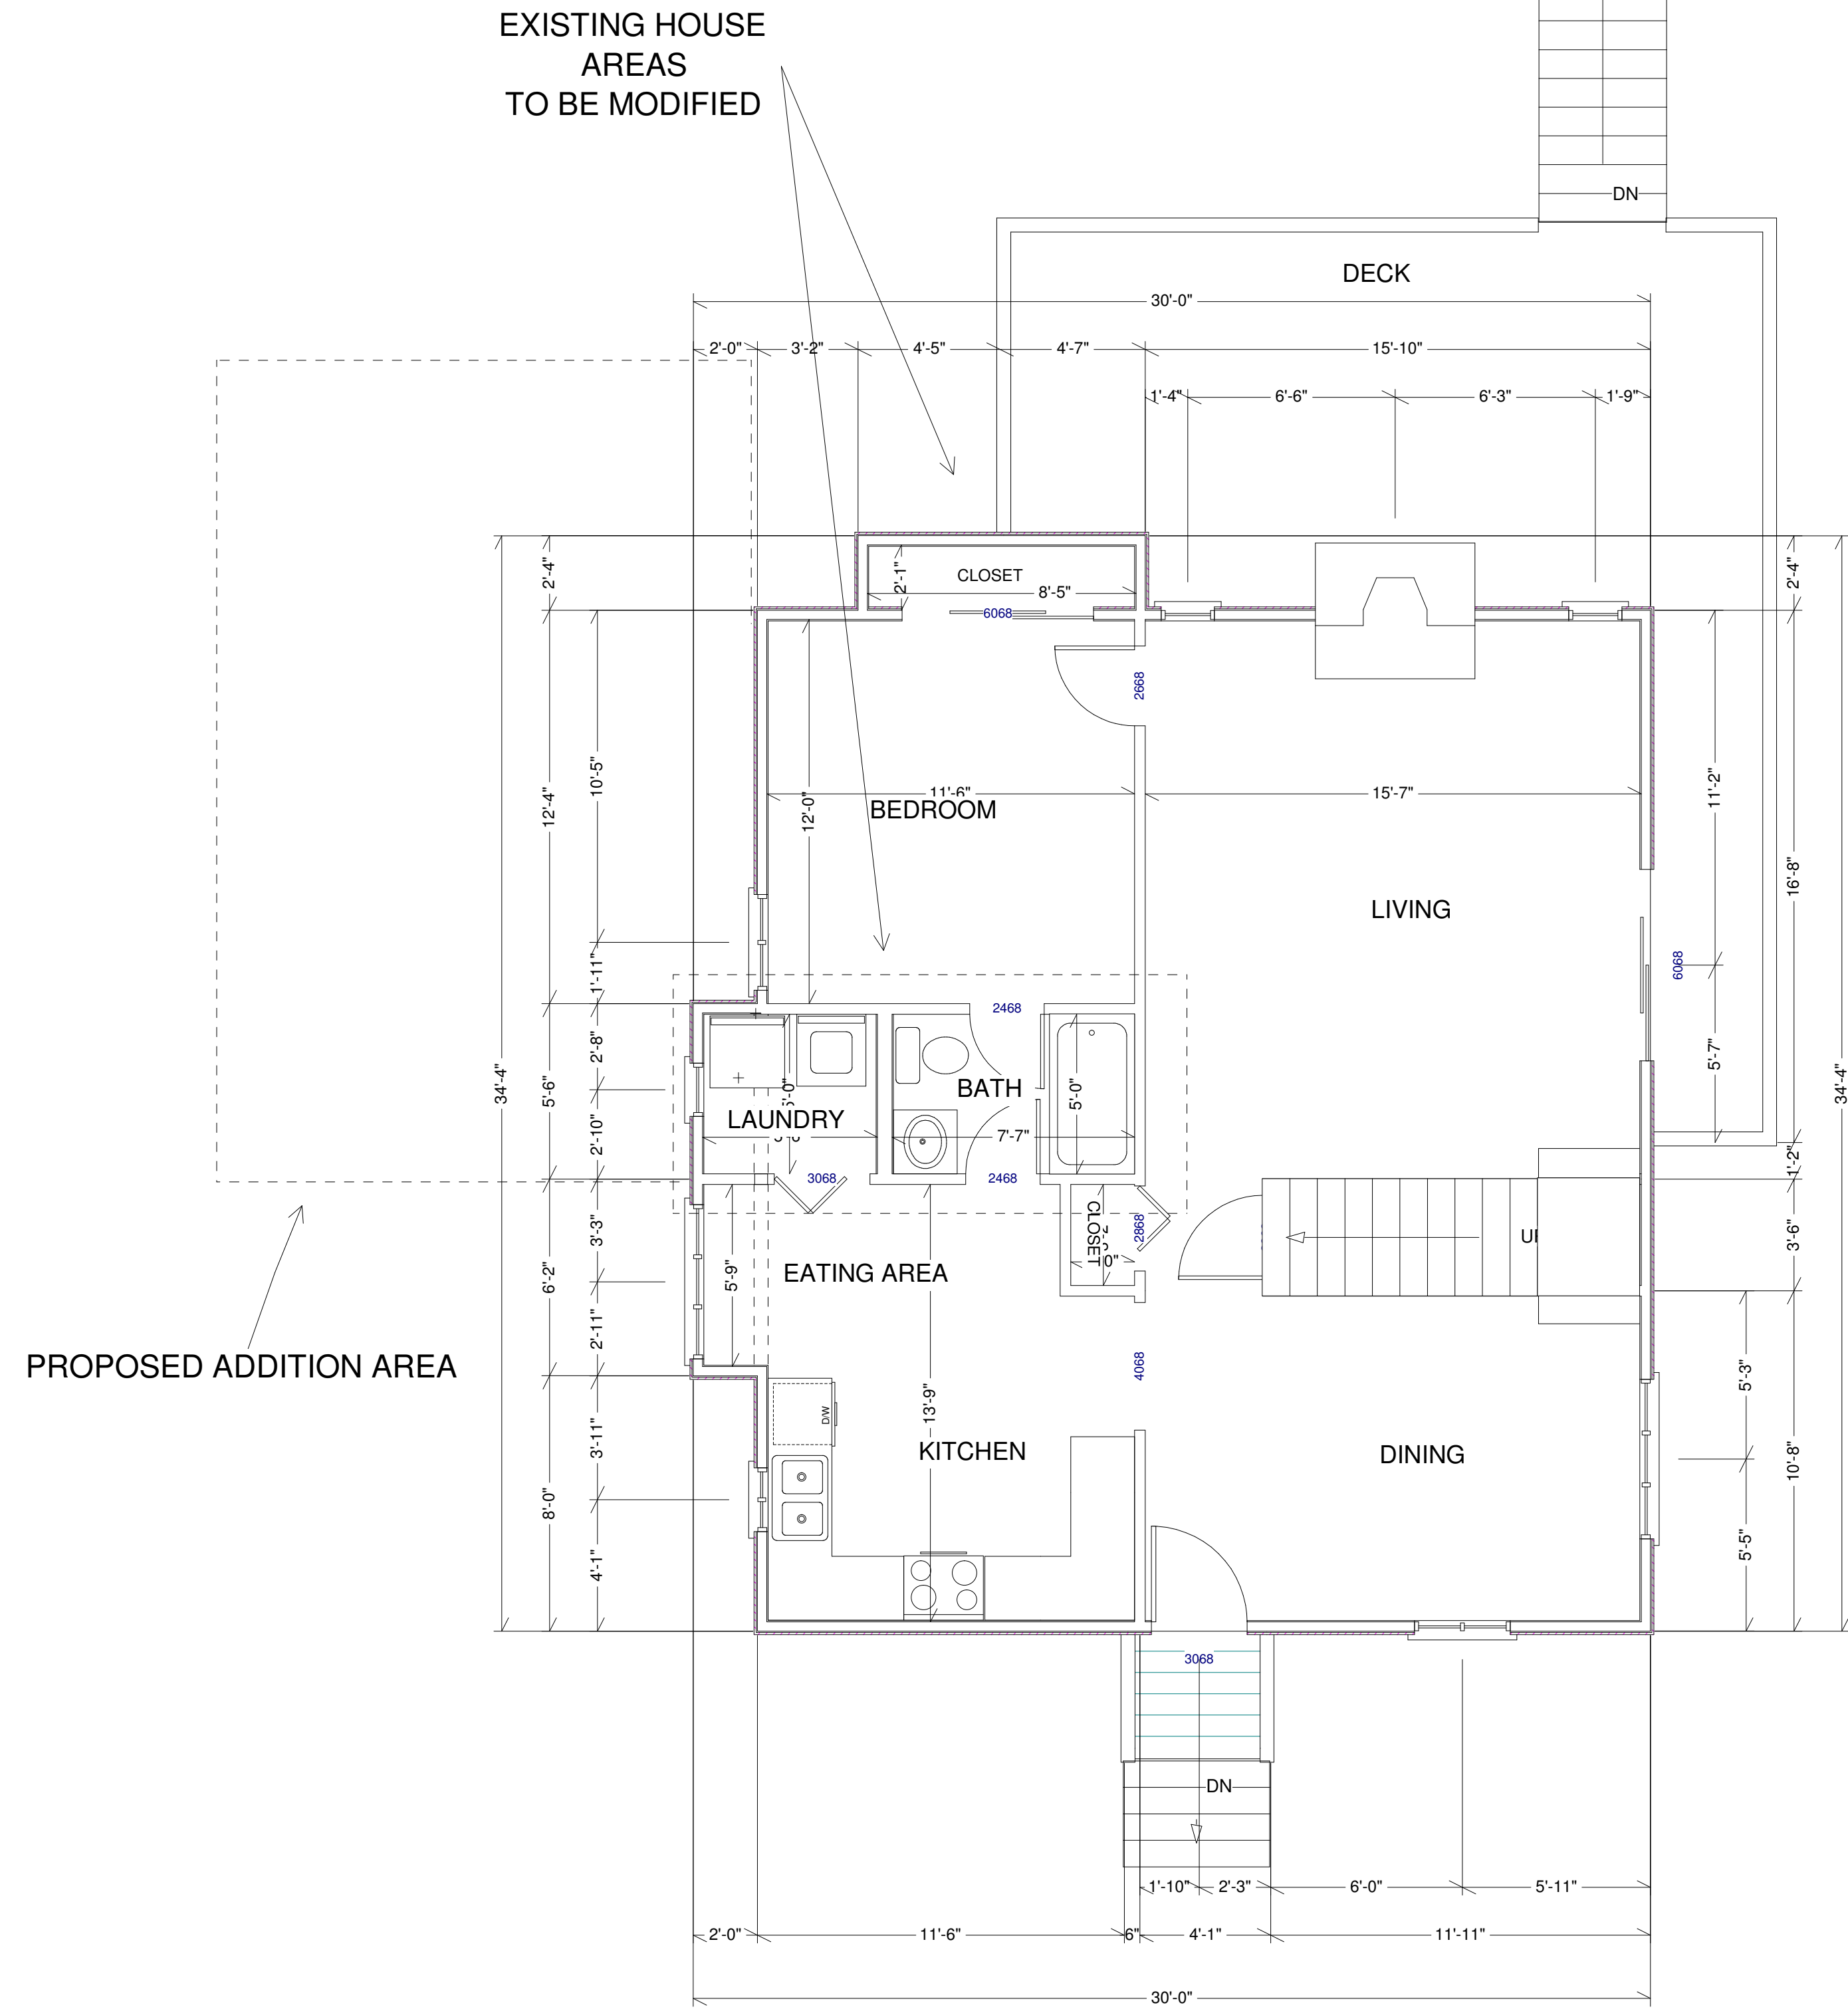 EXISTING HOUSE
AREAS
TO BE MODIFIED
DN
DECK
30'-0"
2'-0" 3'-2" 4'-5" 4'-7" 15'-10"
1'-4" 6'-6" 6'-3" 1'-9"
2'-4"
2'-1"
CLOSET
8'-5"
6068
2'-4"
34'-4"
2668
10'-5"
12'-4"
12'-0"
11'-6"
BEDROOM
15'-7"
11'-2"
16'-8"
LIVING
6068
1'-11"
2468
2'-8"
5'-6"
34'-4"
5'-7"
BATH
5'-0"
LAUNDRY
7'-7"
2'-10"
3068
2468
1'-2"
3'-3"
CLOSET
2868
3'-6"
6'-2"
5'-9"
EATING AREA
2'-11"
PROPOSED ADDITION AREA
4068
5'-3"
D/W
13'-9"
3'-11"
KITCHEN
DINING
10'-8"
8'-0"
4'-1"
5'-5"
3068
DN
1'-10" 2'-3" 6'-0" 5'-11"
2'-0" 11'-6" 6" 4'-1" 11'-11"
30'-0"